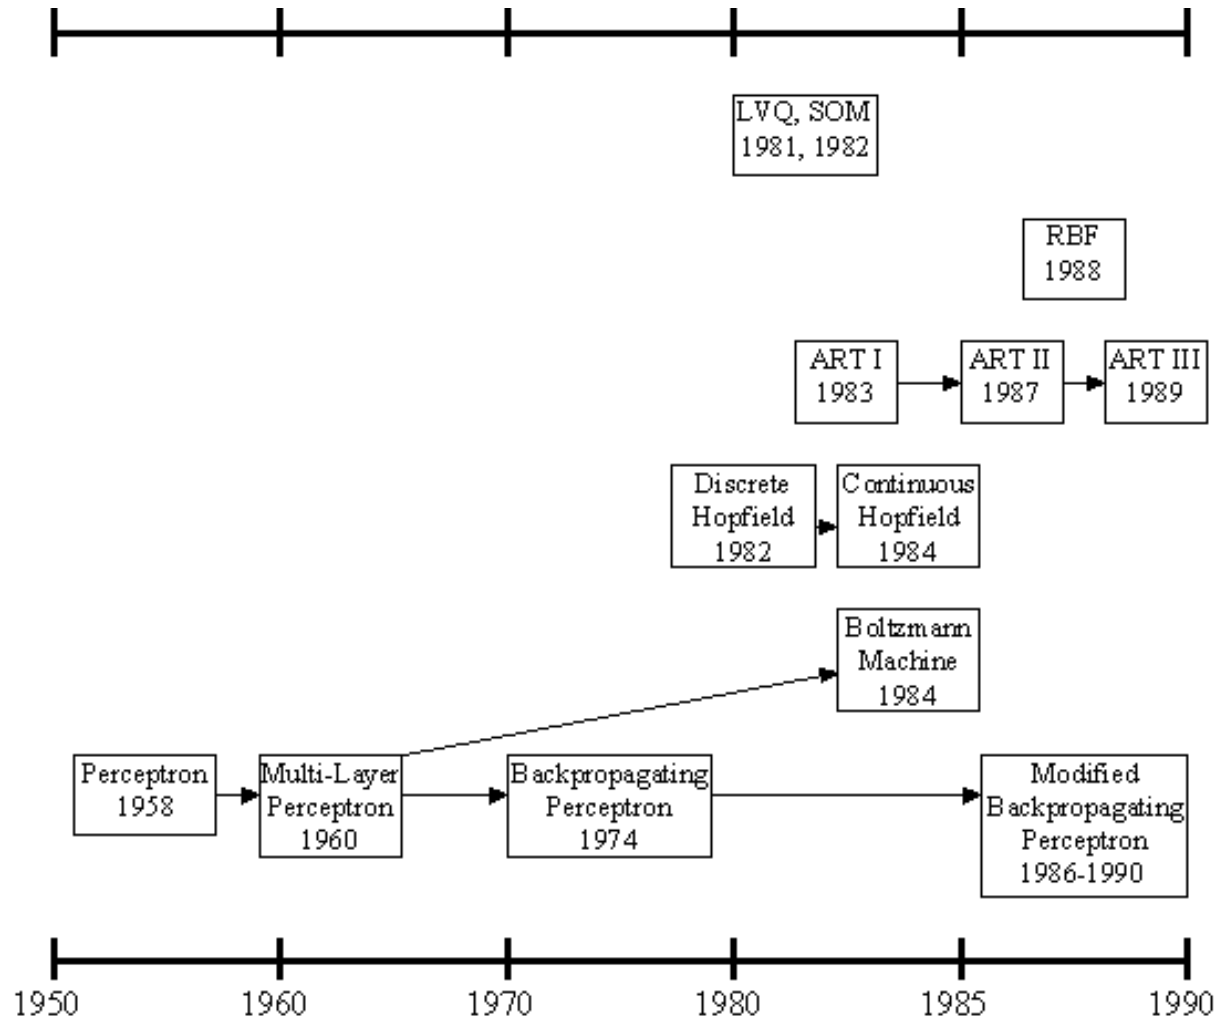 LVQ, SOM
1981, 1982
RBF
1988
ART I
1983
ART II
1987
ART III
1989
Discrete
Hopfield
1982
Continuous
Hopfield
1984
Boltzmann
Machine
1984
Perceptron
1958
Multi-Layer
Perceptron
1960
Backpropagating
Perceptron
1974
Modified
Backpropagating
Perceptron
1986-1990
1950 1960 1970 1980 1985 1990